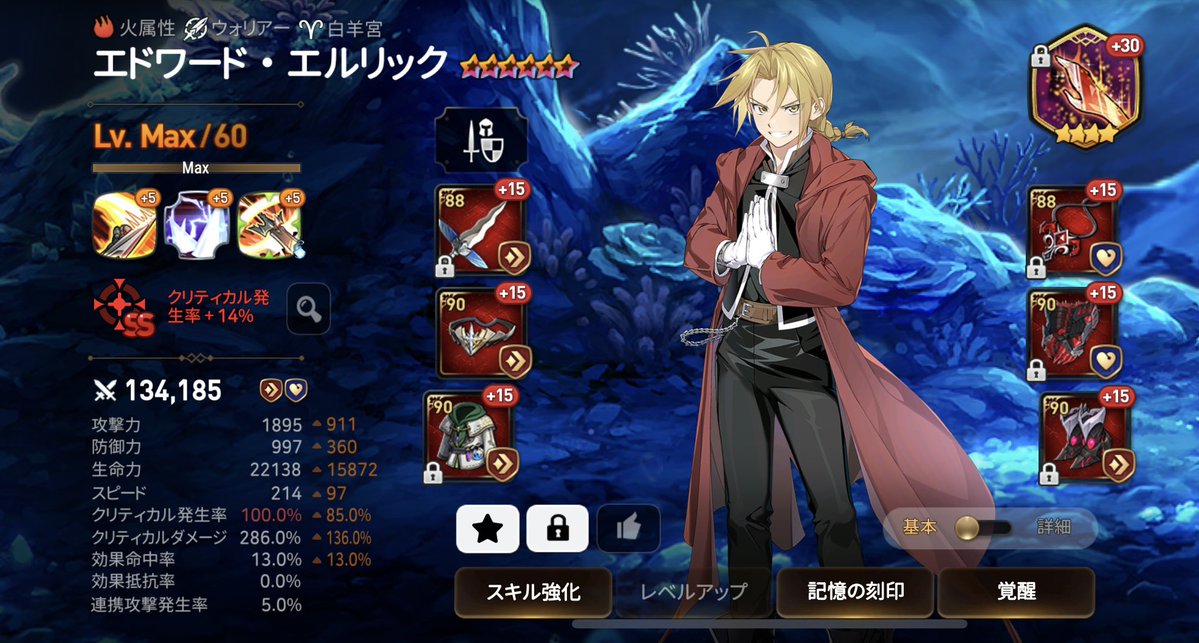 火属性 ウォリアー 白羊宮
エドワード・エルリック
Lv. Max/60
Max
+5 +5 +5
クリティカル発
生率+14%
SS
134,185
攻撃力 1895 911
防御力 997 360
生命力 22138 15872
スピード 214 97
クリティカル発生率 100.0% 85.0%
クリティカルダメージ 286.0% 136.0%
効果命中率 13.0% 13.0%
効果抵抗率 0.0%
連携攻撃発生率 5.0%
88 +15
90 +15
90 +15
+30
88 +15
90 +15
90 +15
基本 詳細
スキル強化 レベルアップ 記憶の刻印 覚醒